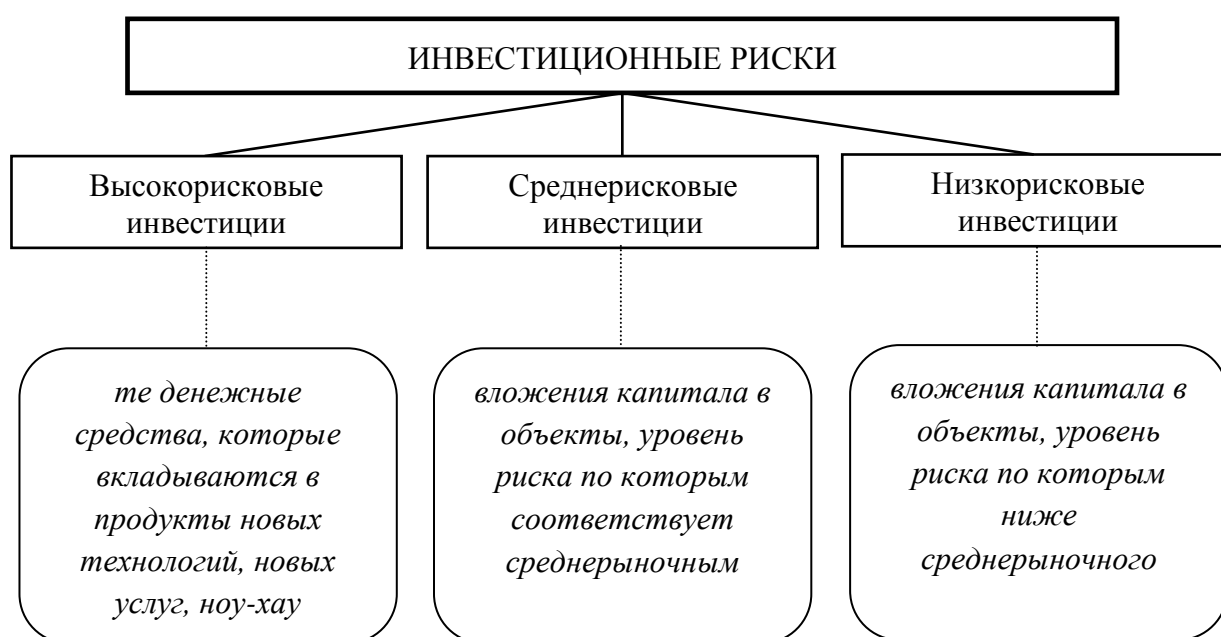 ИНВЕСТИЦИОННЫЕ РИСКИ
Высокорисковые
инвестиции
Среднерисковые
инвестиции
Низкорисковые
инвестиции
те денежные
средства, которые
вкладываются в
продукты новых
технологий, новых
услуг, ноу-хау
вложения капитала в
объекты, уровень
риска по которым
соответствует
среднерыночным
вложения капитала в
объекты, уровень
риска по которым
ниже
среднерыночного